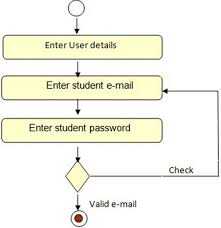 Enter User details
Enter student e-mail
Enter student password
Check
Valid e-mail